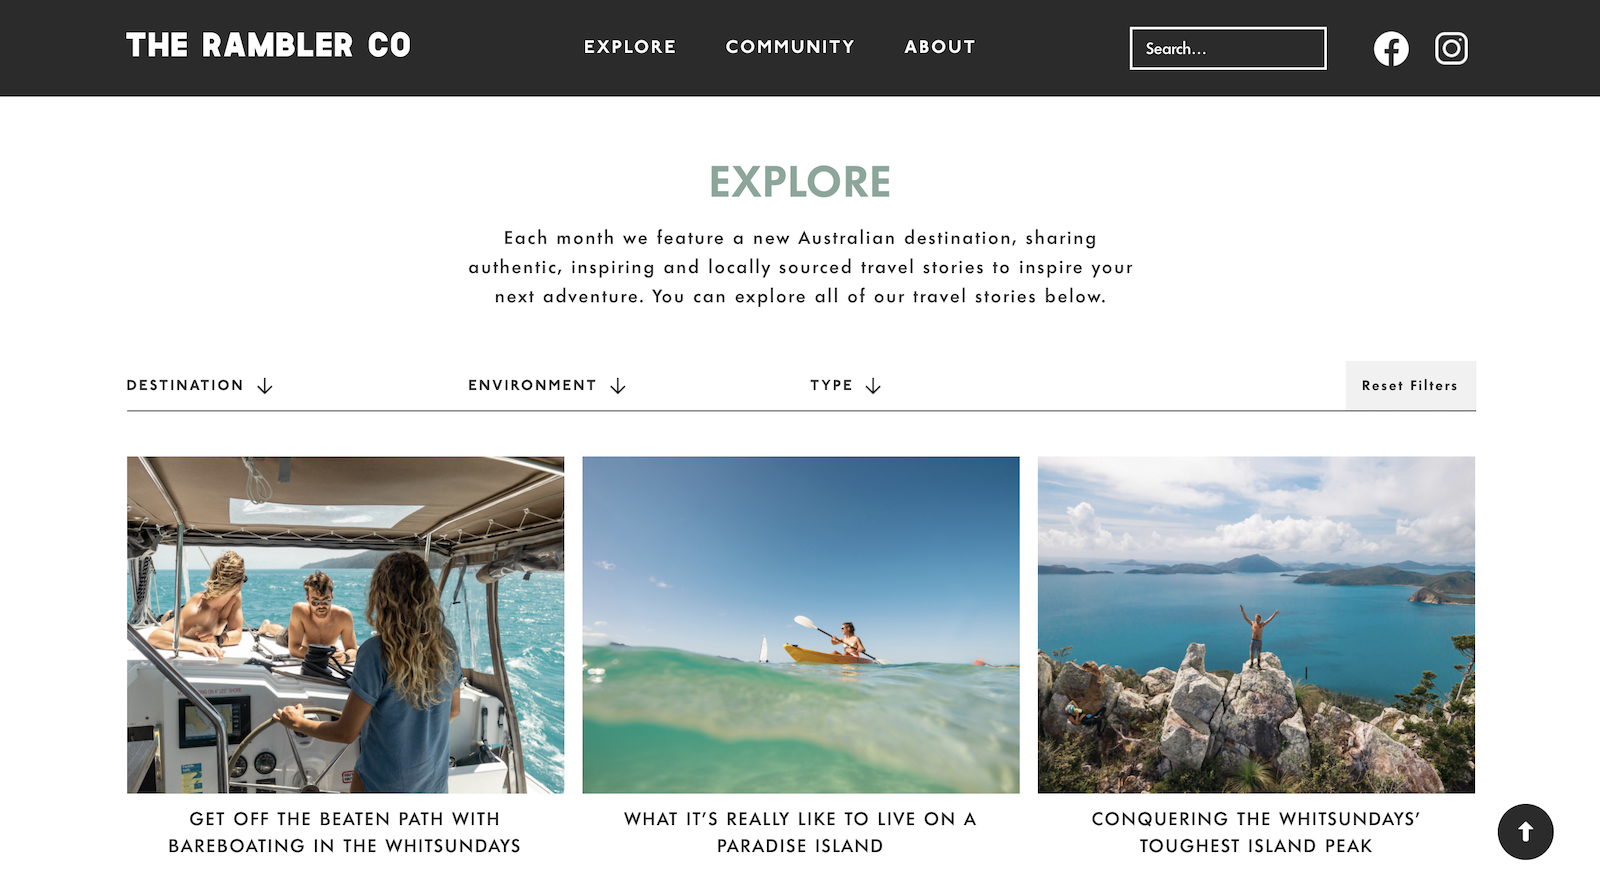 THE RAMBLER CO
EXPLORE
COMMUNITY
ABOUT
Search...
EXPLORE
Each month we feature a new Australian destination, sharing
authentic, inspiring and locally sourced travel stories to inspire your
next adventure. You can explore all of our travel stories below.
DESTINATION
ENVIRONMENT
TYPE
Reset Filters
GET OFF THE BEATEN PATH WITH
BAREBOATING IN THE WHITSUNDAYS
WHAT IT'S REALLY LIKE TO LIVE ON A
PARADISE ISLAND
CONQUERING THE WHITSUNDAYS'
TOUGHEST ISLAND PEAK